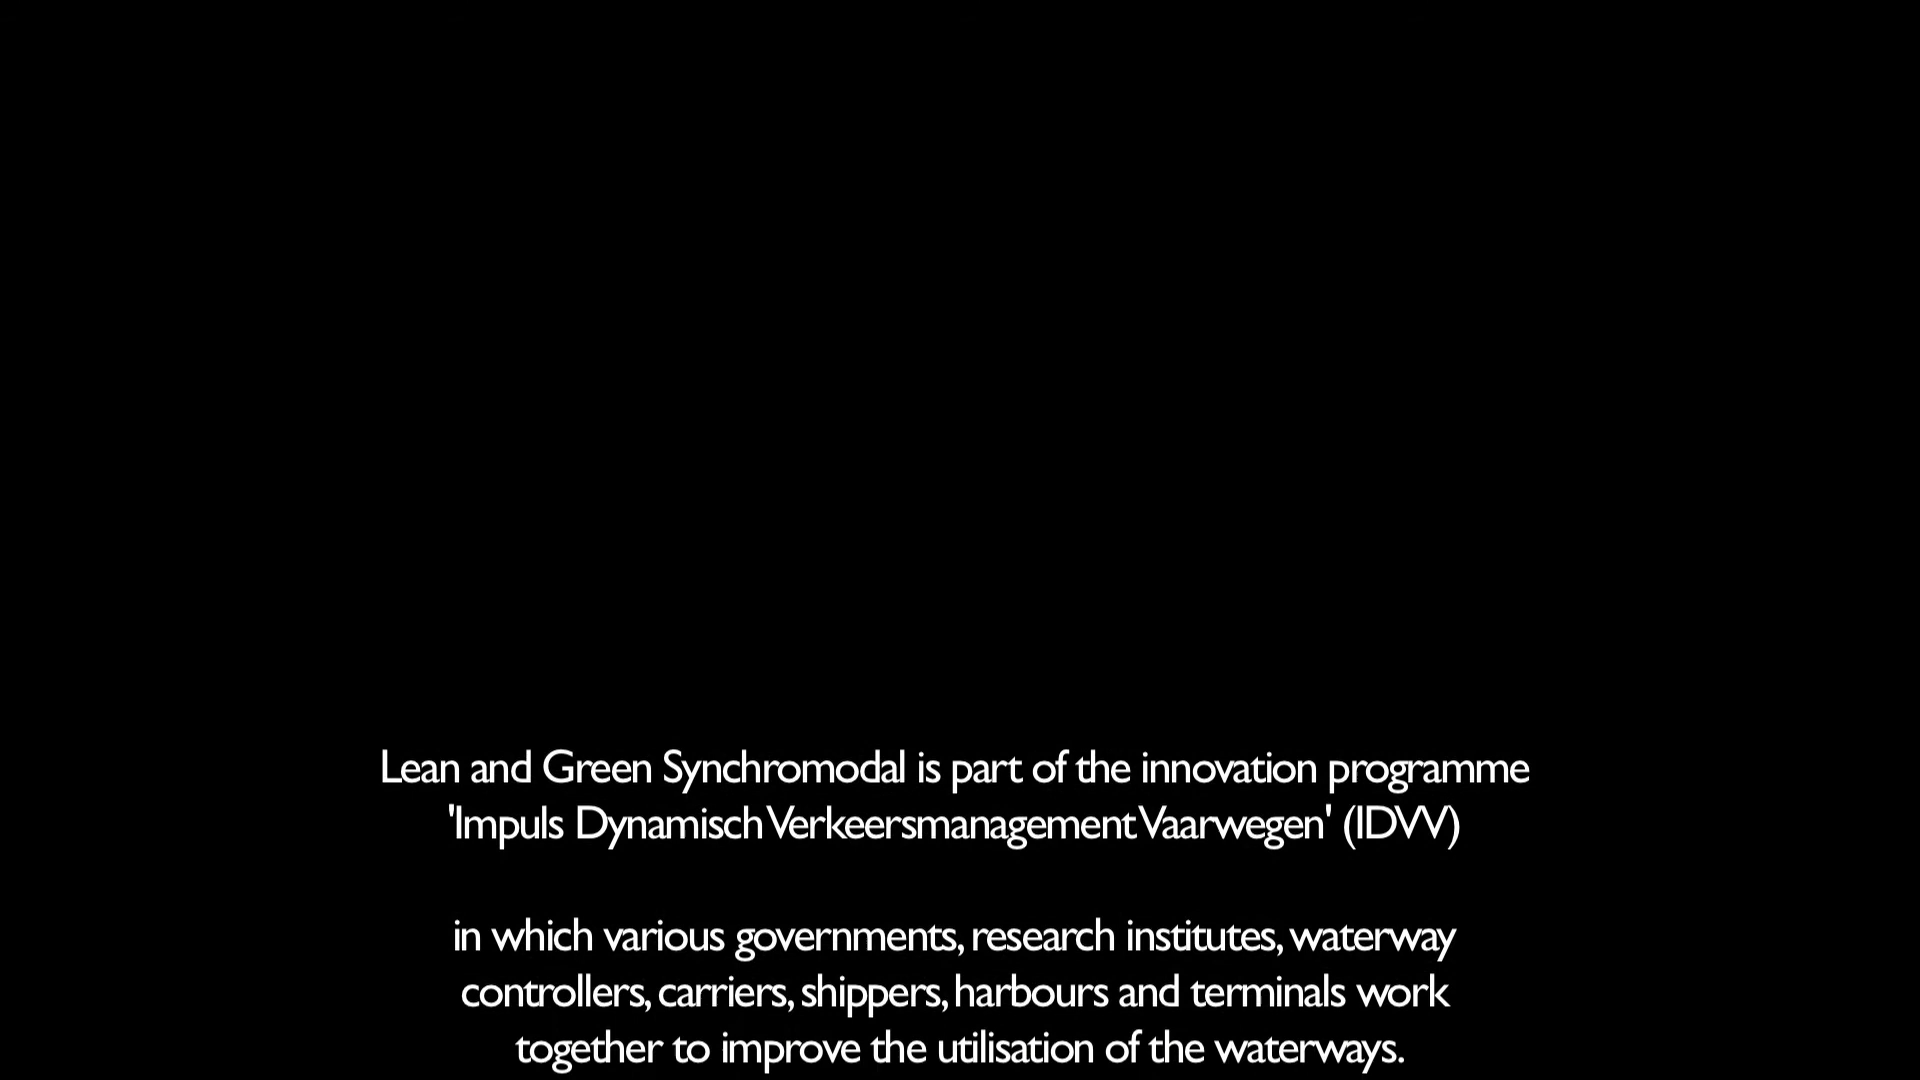 Lean and Green Synchromodal is part of the innovation programme
'Impuls Dynamisch Verkeersmanagement Vaarwegen' (IDVV)
in which various governments, research institutes, waterway
controllers, carriers, shippers, harbours and terminals work
together to improve the utilisation of the waterways.